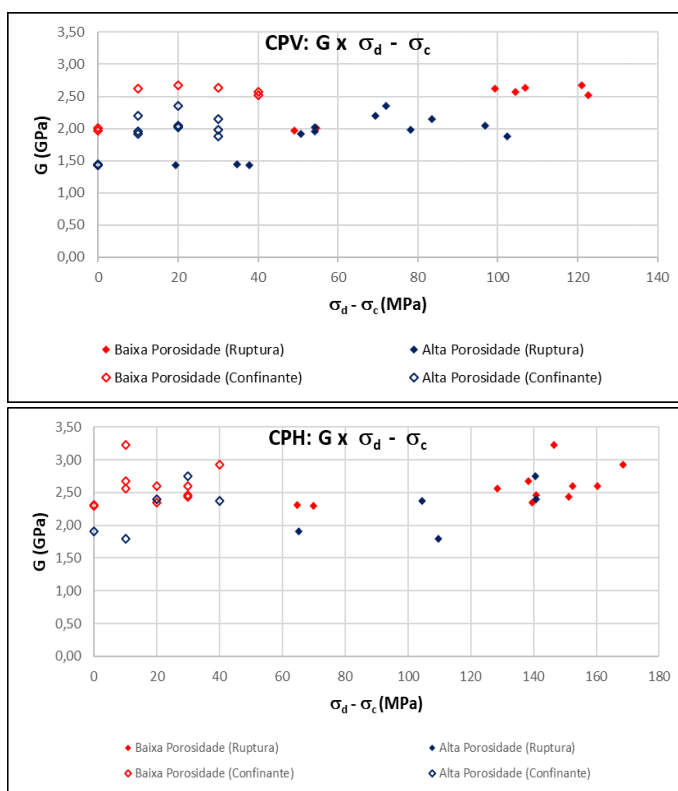 CPV: G x σd - σc
3,50
3,00
2,50
2,00
1,50
1,00
0,50
0,00
G (GPa)
0 20 40 60 80 100 120 140
σd - σc (MPa)
Baixa Porosidade (Ruptura) Alta Porosidade (Ruptura)
Baixa Porosidade (Confinante) Alta Porosidade (Confinante)
CPH: G x σd - σc
3,50
3,00
2,50
2,00
1,50
1,00
0,50
0,00
G (GPa)
0 20 40 60 80 100 120 140 160 180
σd - σc (MPa)
Baixa Porosidade (Ruptura) Alta Porosidade (Ruptura)
Baixa Porosidade (Confinante) Alta Porosidade (Confinante)